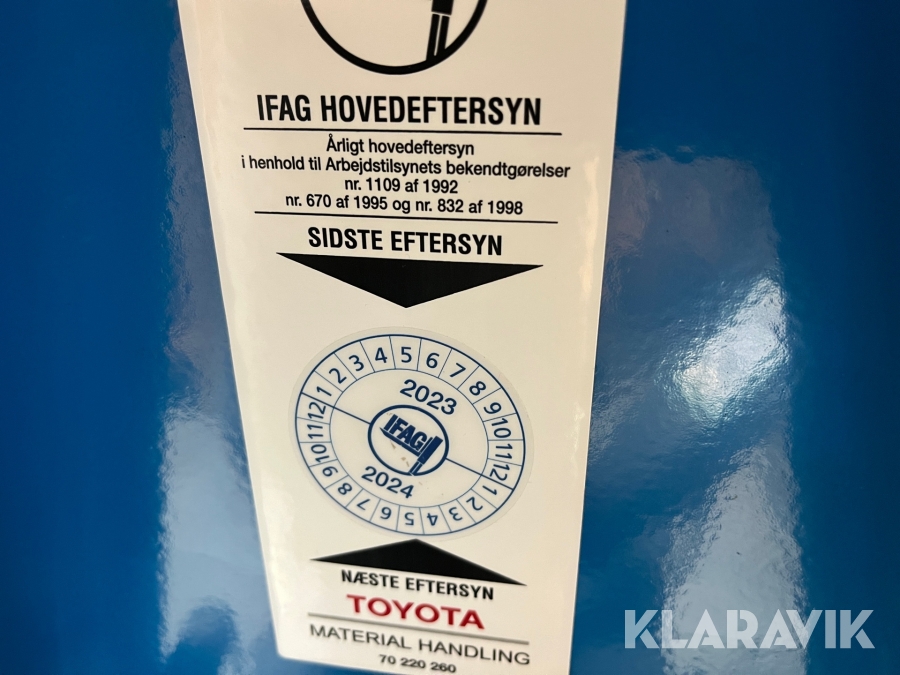 IFAG HOVEDEFTERSYN
Årligt hovedeftersyn
i henhold til Arbejdstilsynets bekendtgørelser
nr. 1109 af 1992
nr. 670 af 1995 og nr. 832 af 1998
SIDSTE EFTERSYN
1 2 3 4 5 6 7 8 9 10 11 12
2023
IFAG
2024
1 2 3 4 5 6 7 8 9 10 11 12
NÆSTE EFTERSYN
TOYOTA
MATERIAL HANDLING
70 220 260
KLARAVIK